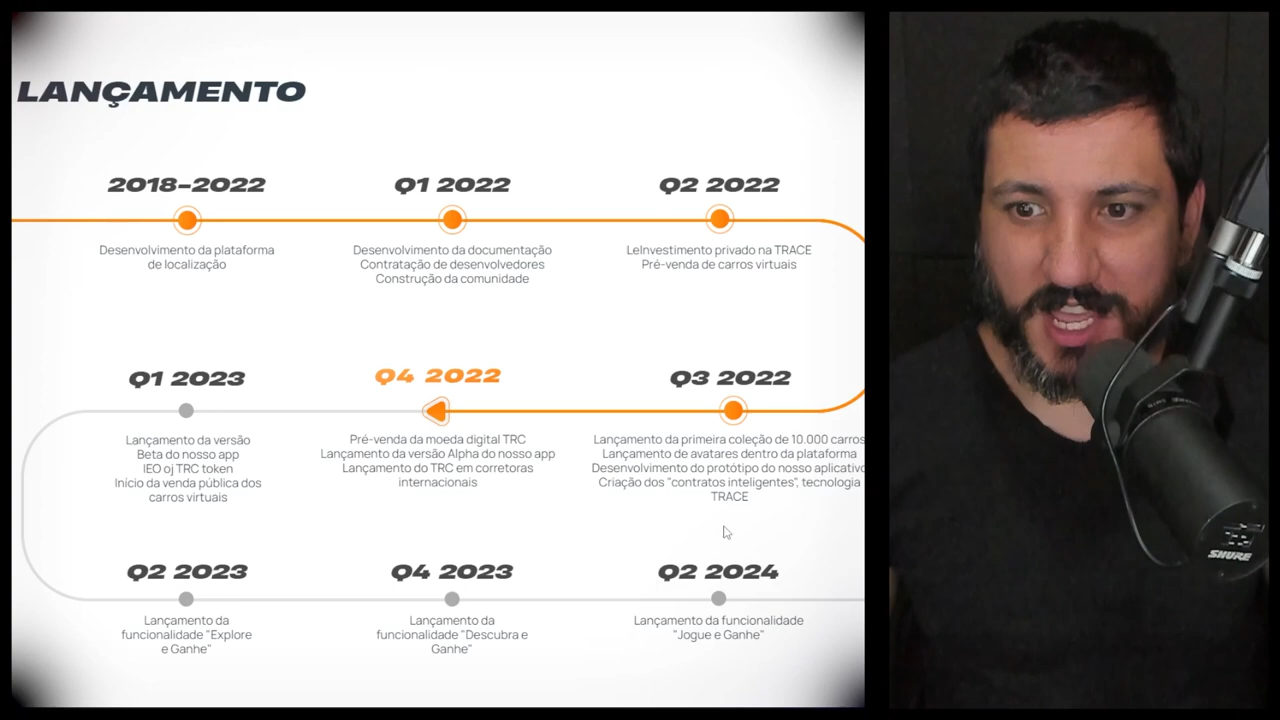 LANÇAMENTO
2018-2022
Desenvolvimento da plataforma
de localização
Q1 2022
Desenvolvimento da documentação
Contratação de desenvolvedores
Construção da comunidade
Q2 2022
LeInvestimento privado na TRACE
Pré-venda de carros virtuais
Q3 2022
Lançamento da primeira coleção de 10.000 carros
Lançamento de avatares dentro da plataforma
Desenvolvimento do protótipo do nosso aplicativo
Criação dos "contratos inteligentes", tecnologia
TRACE
Q4 2022
Pré-venda da moeda digital TRC
Lançamento da versão Alpha do nosso app
Lançamento do TRC em corretoras
internacionais
Q1 2023
Lançamento da versão
Beta do nosso app
IEO oj TRC token
Início da venda pública dos
carros virtuais
Q2 2023
Lançamento da
funcionalidade "Explore
e Ganhe"
Q4 2023
Lançamento da
funcionalidade "Descubra e
Ganhe"
Q2 2024
Lançamento da funcionalidade
"Jogue e Ganhe"
SHURE